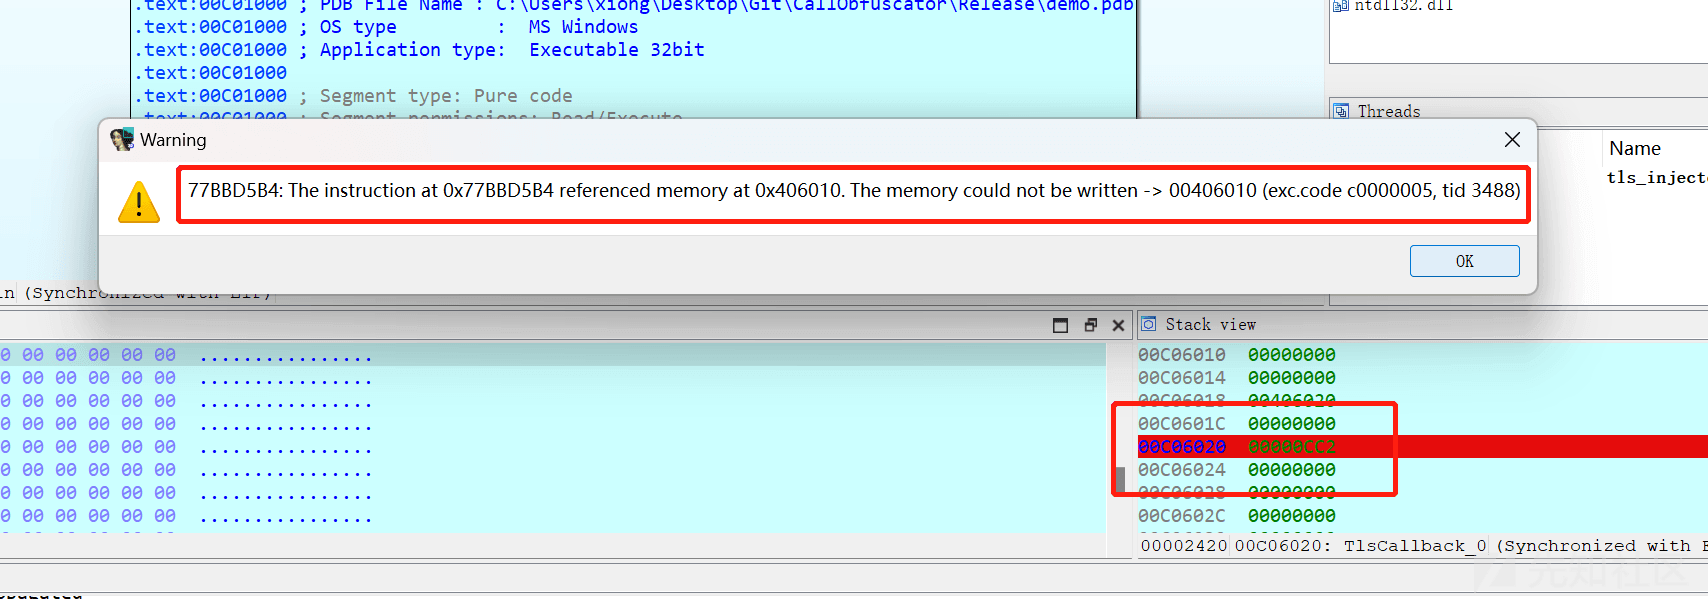 .text:00C01000 ; PDB File Name : C:\Users\xiong\Desktop\Git\CallObfuscator\Release\demo.pdb
.text:00C01000 ; OS type         :  MS Windows
.text:00C01000 ; Application type:  Executable 32bit
.text:00C01000
.text:00C01000 ; Segment type: Pure code
.text:00C01000 ; Segment permissions: Read/Execute
ntdll32.dll
Threads
Name
tls_inject
Warning
77BBD5B4: The instruction at 0x77BBD5B4 referenced memory at 0x406010. The memory could not be written -> 00406010 (exc.code c0000005, tid 3488)
OK
(Synchronized with EIP)
Stack view
0 00 00 00 00 00 ................
0 00 00 00 00 00 ................
0 00 00 00 00 00 ................
0 00 00 00 00 00 ................
0 00 00 00 00 00 ................
0 00 00 00 00 00 ................
0 00 00 00 00 00 ................
0 00 00 00 00 00 ................
00C06010 00000000
00C06014 00000000
00C06018 00406020
00C0601C 00000000
00C06020 00000CC2
00C06024 00000000
00C06028 00000000
00C0602C 00000000
00002420 00C06020: TlsCallback_0 (Synchronized with E
先知社区